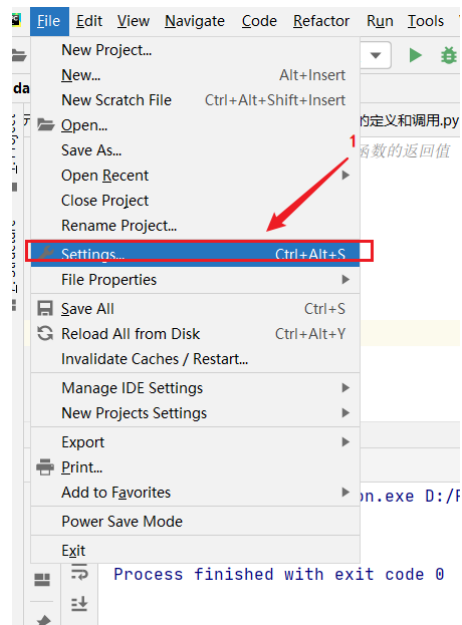 File Edit View Navigate Code Refactor Run Tools
New Project...
New... Alt+Insert
New Scratch File Ctrl+Alt+Shift+Insert
Open...
的定义和调用.py
Save As...
1
函数的返回值
Open Recent
Close Project
Rename Project...
Settings... Ctrl+Alt+S
File Properties
Save All Ctrl+S
Reload All from Disk Ctrl+Alt+Y
Invalidate Caches / Restart...
Manage IDE Settings
New Projects Settings
Export
Print...
Add to Favorites
on.exe D:/
Power Save Mode
Exit
Process finished with exit code 0